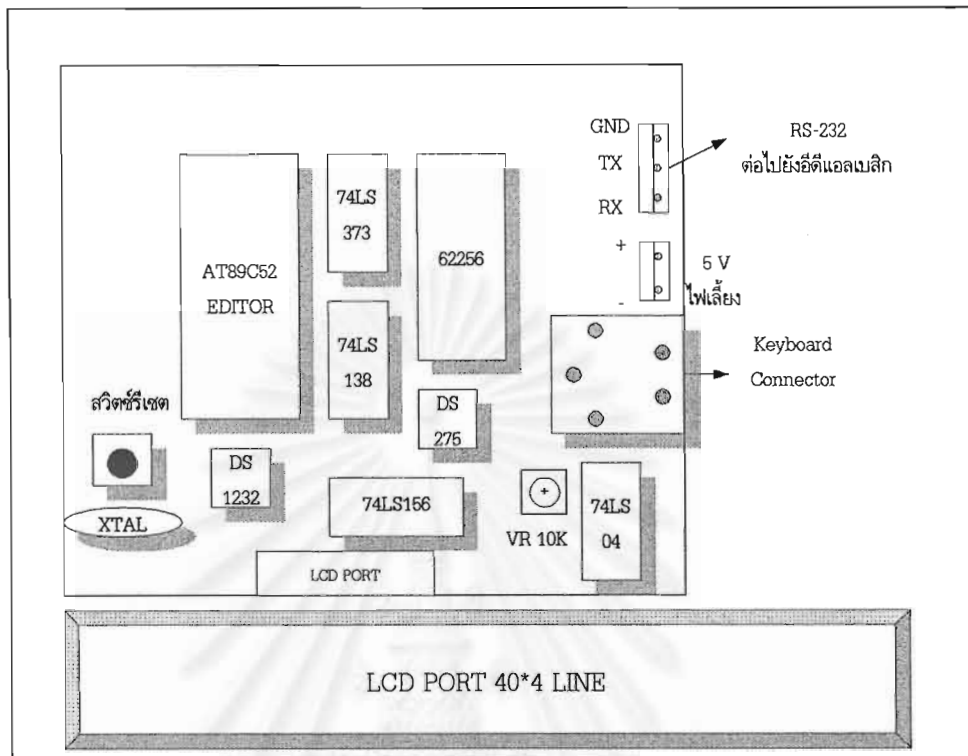 GND
TX
RX
RS-232
ต่อไปยังอีดีแอลเบสิก
+
-
5 V
ไฟเลี้ยง
AT89C52
EDITOR
74LS
373
62256
74LS
138
Keyboard
Connector
DS
275
สวิตช์รีเซต
DS
1232
XTAL
74LS156
VR 10K
74LS
04
LCD PORT
LCD PORT 40*4 LINE